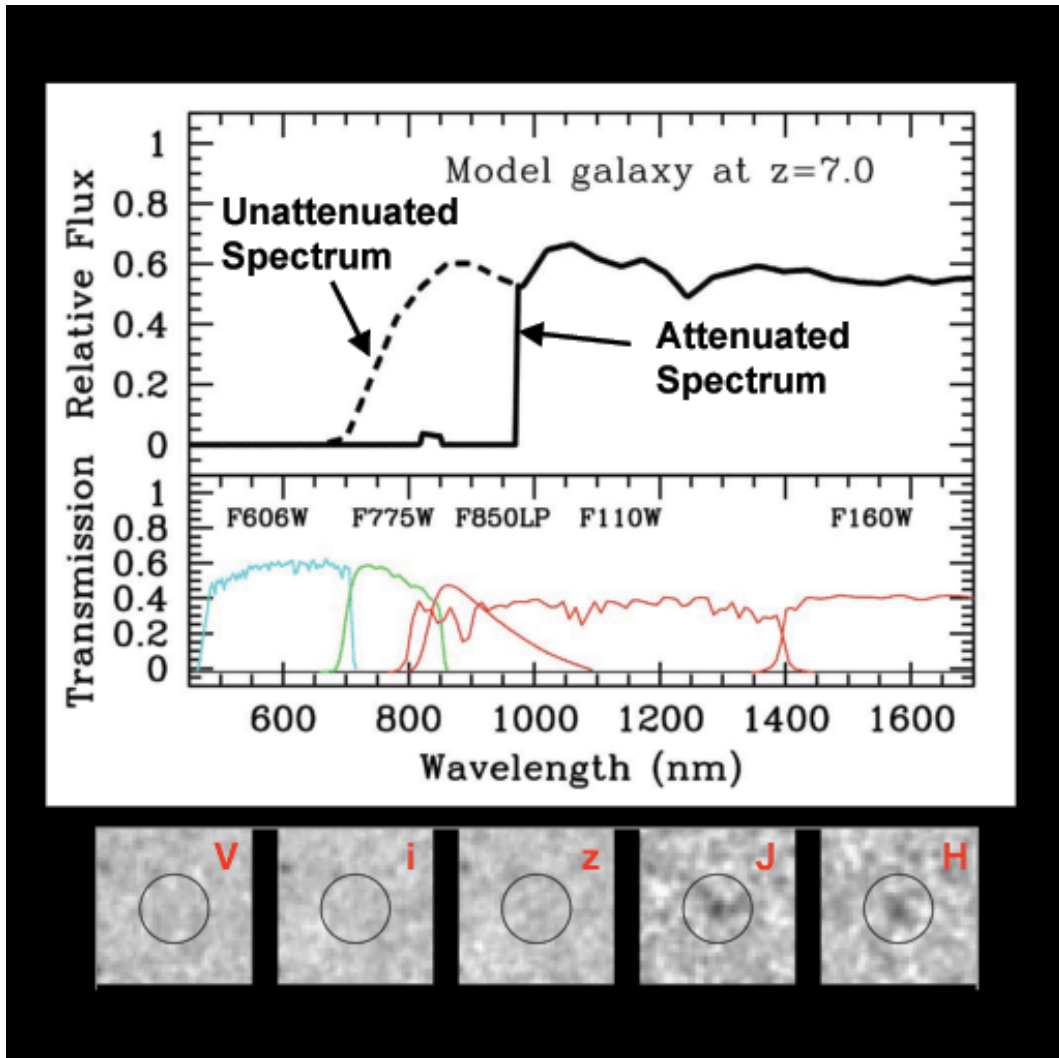 Model galaxy at z=7.0
Unattenuated
Spectrum
Attenuated
Spectrum
Relative Flux
1
0.8
0.6
0.4
0.2
0
F606W F775W F850LP F110W F160W
Transmission
1
0.8
0.6
0.4
0.2
0
600 800 1000 1200 1400 1600
Wavelength (nm)
V i z J H